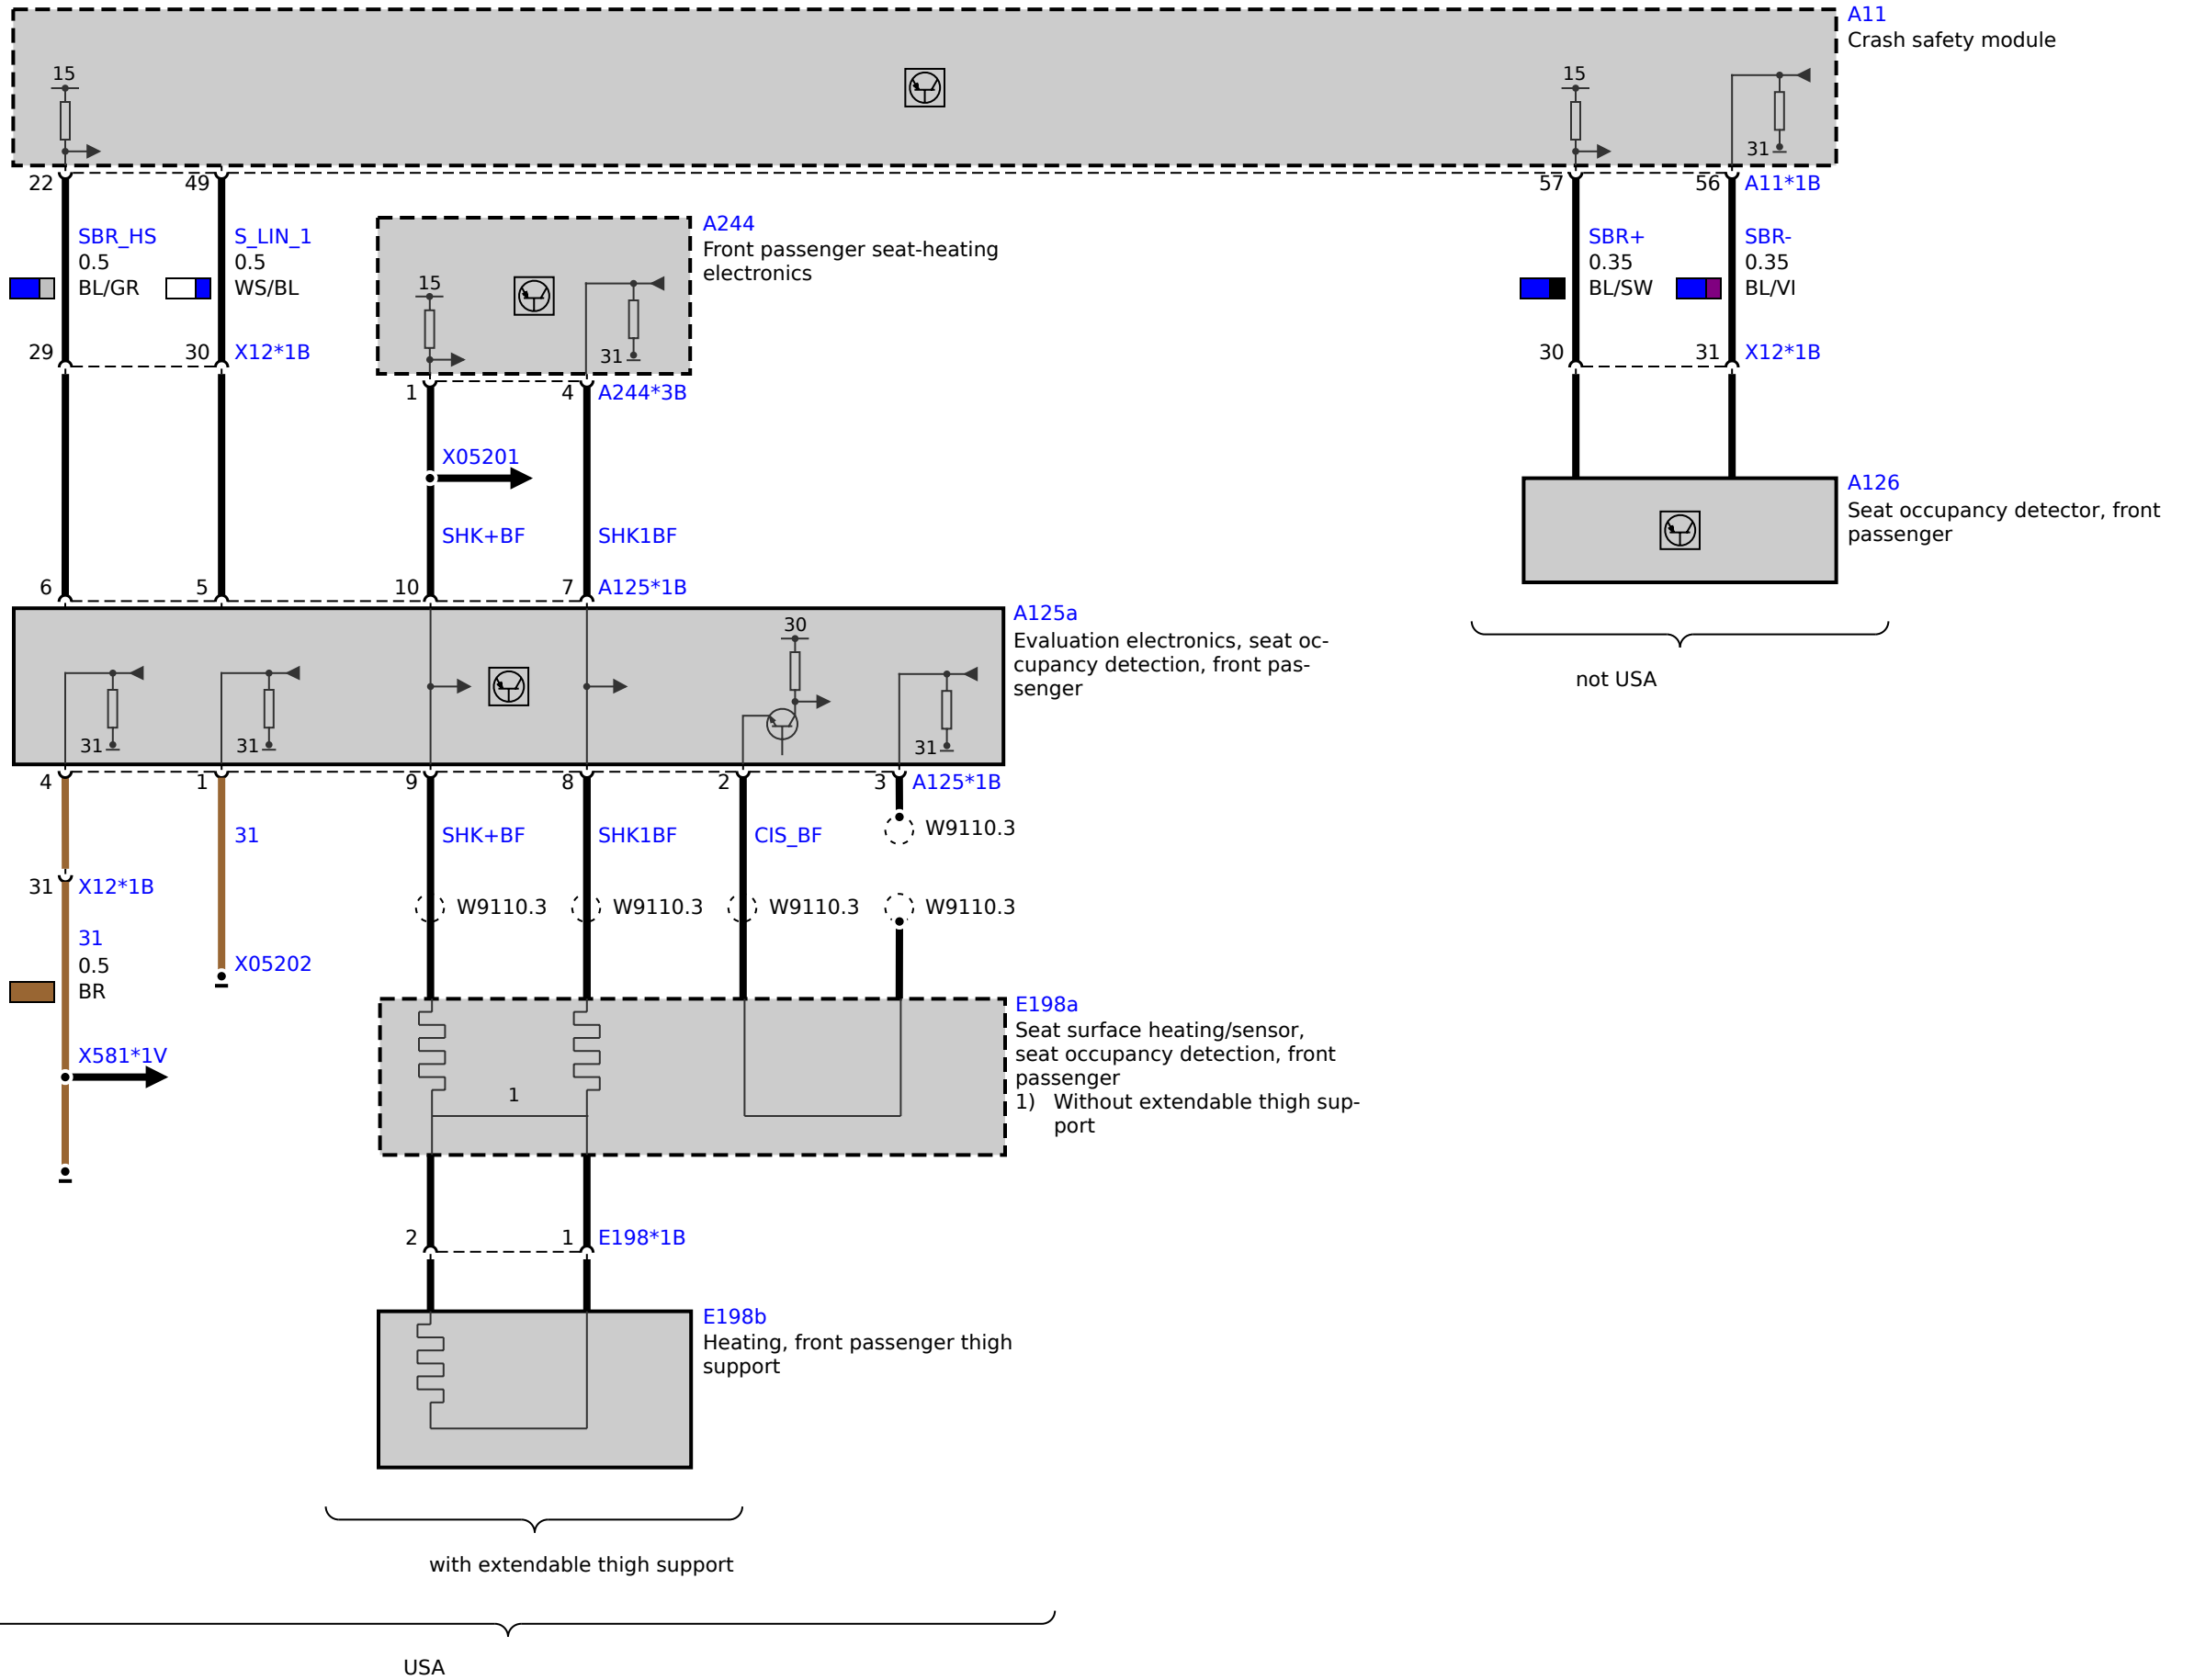 A11
Crash safety module
15
15
31
22
49
57
56
A11*1B
SBR_HS
0.5
BL/GR
S_LIN_1
0.5
WS/BL
A244
Front passenger seat-heating
electronics
15
31
SBR+
0.35
BL/SW
SBR-
0.35
BL/VI
29
30
X12*1B
30
31
X12*1B
1
4
A244*3B
X05201
A126
Seat occupancy detector, front
passenger
SHK+BF
SHK1BF
6
5
10
7
A125*1B
A125a
Evaluation electronics, seat oc-
cupancy detection, front pas-
senger
30
31
31
31
not USA
4
1
9
8
2
3
A125*1B
31
SHK+BF
SHK1BF
CIS_BF
W9110.3
31
X12*1B
W9110.3
W9110.3
W9110.3
W9110.3
31
0.5
BR
X05202
X581*1V
E198a
Seat surface heating/sensor,
seat occupancy detection, front
passenger
1) Without extendable thigh sup-
port
1
2
1
E198*1B
E198b
Heating, front passenger thigh
support
with extendable thigh support
USA